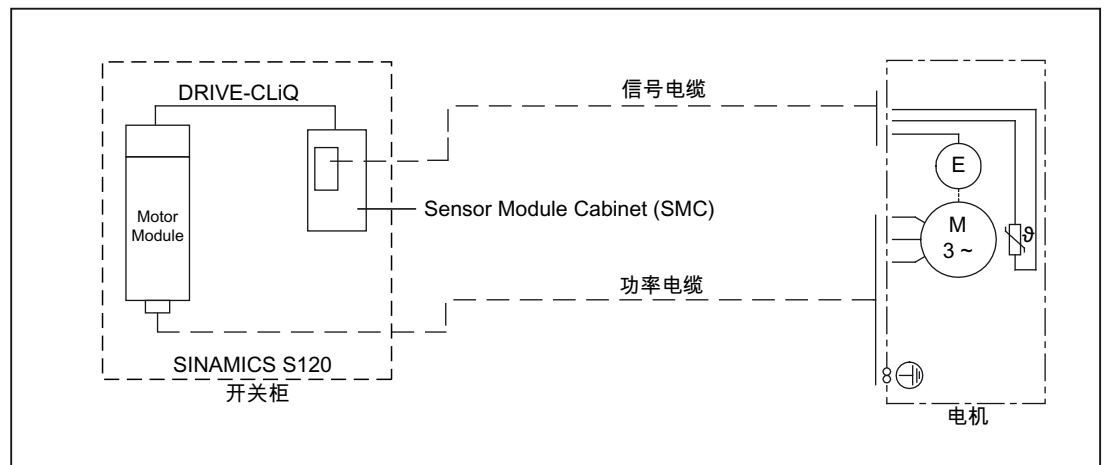 DRIVE-CLiQ
信号电缆
Motor
Module
Sensor Module Cabinet (SMC)
E
M
3 ~
ϑ
功率电缆
SINAMICS S120
开关柜
电机